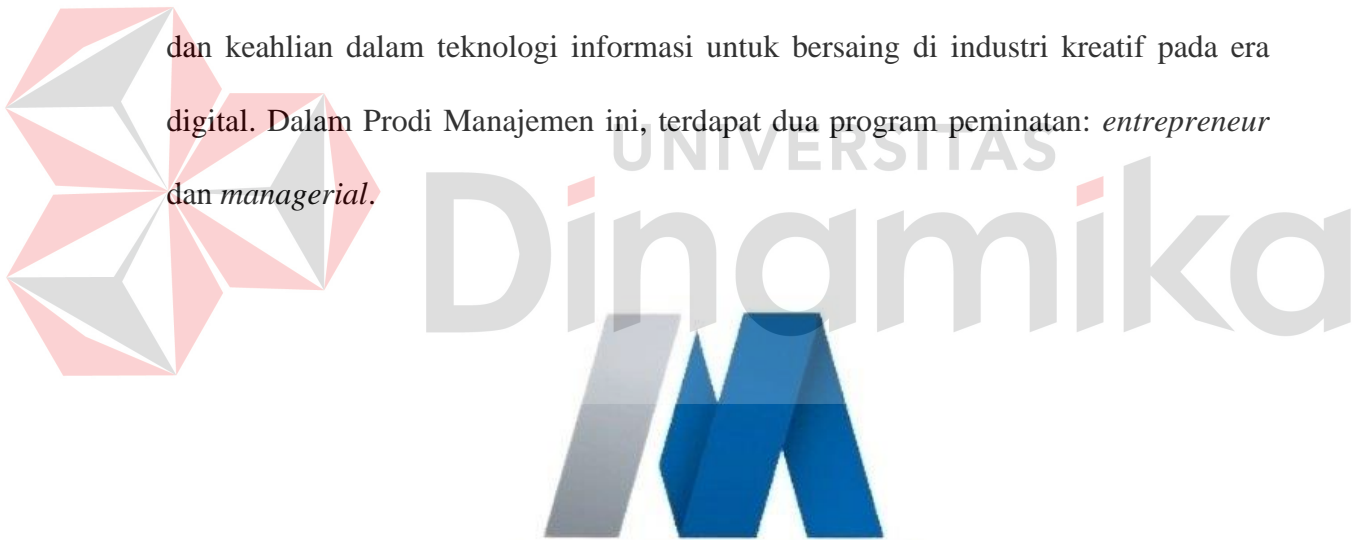 dan keahlian dalam teknologi informasi untuk bersaing di industri kreatif pada era
digital. Dalam Prodi Manajemen ini, terdapat dua program peminatan: entrepreneur
dan managerial.
UNIVERSITAS
Dinamika